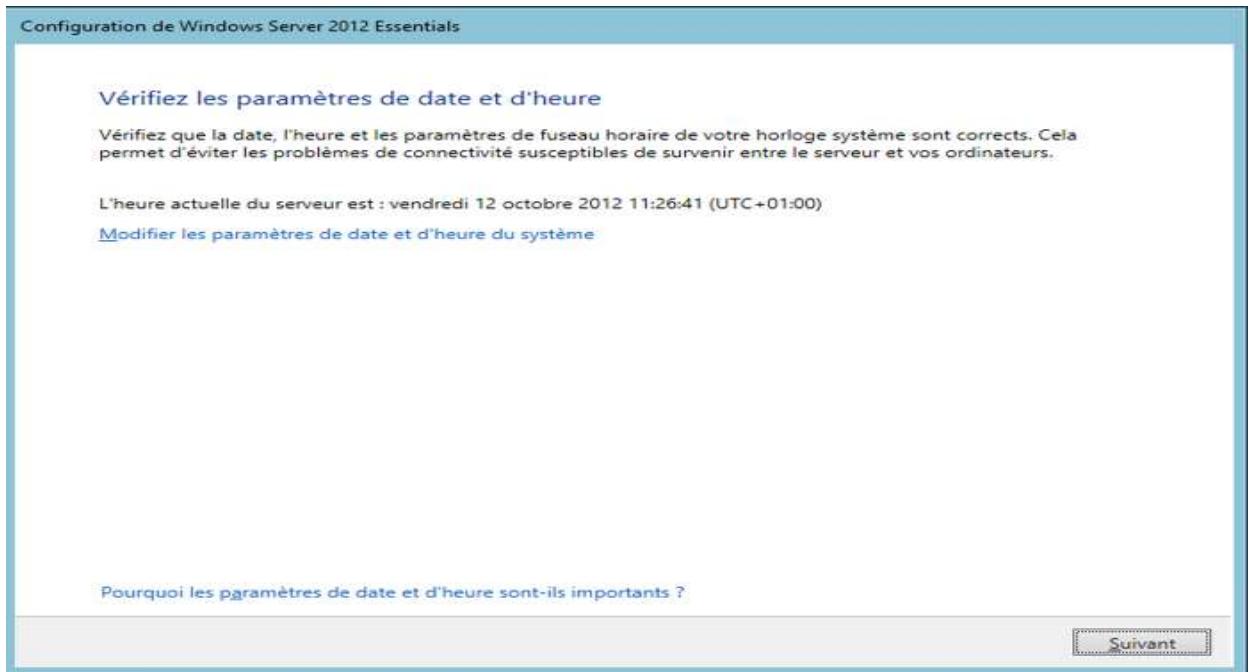 Configuration de Windows Server 2012 Essentials
Vérifiez les paramètres de date et d'heure
Vérifiez que la date, l'heure et les paramètres de fuseau horaire de votre horloge système sont corrects. Cela
permet d'éviter les problèmes de connectivité susceptibles de survenir entre le serveur et vos ordinateurs.
L'heure actuelle du serveur est : vendredi 12 octobre 2012 11:26:41 (UTC+01:00)
Modifier les paramètres de date et d'heure du système
Pourquoi les paramètres de date et d'heure sont-ils importants ?
Suivant